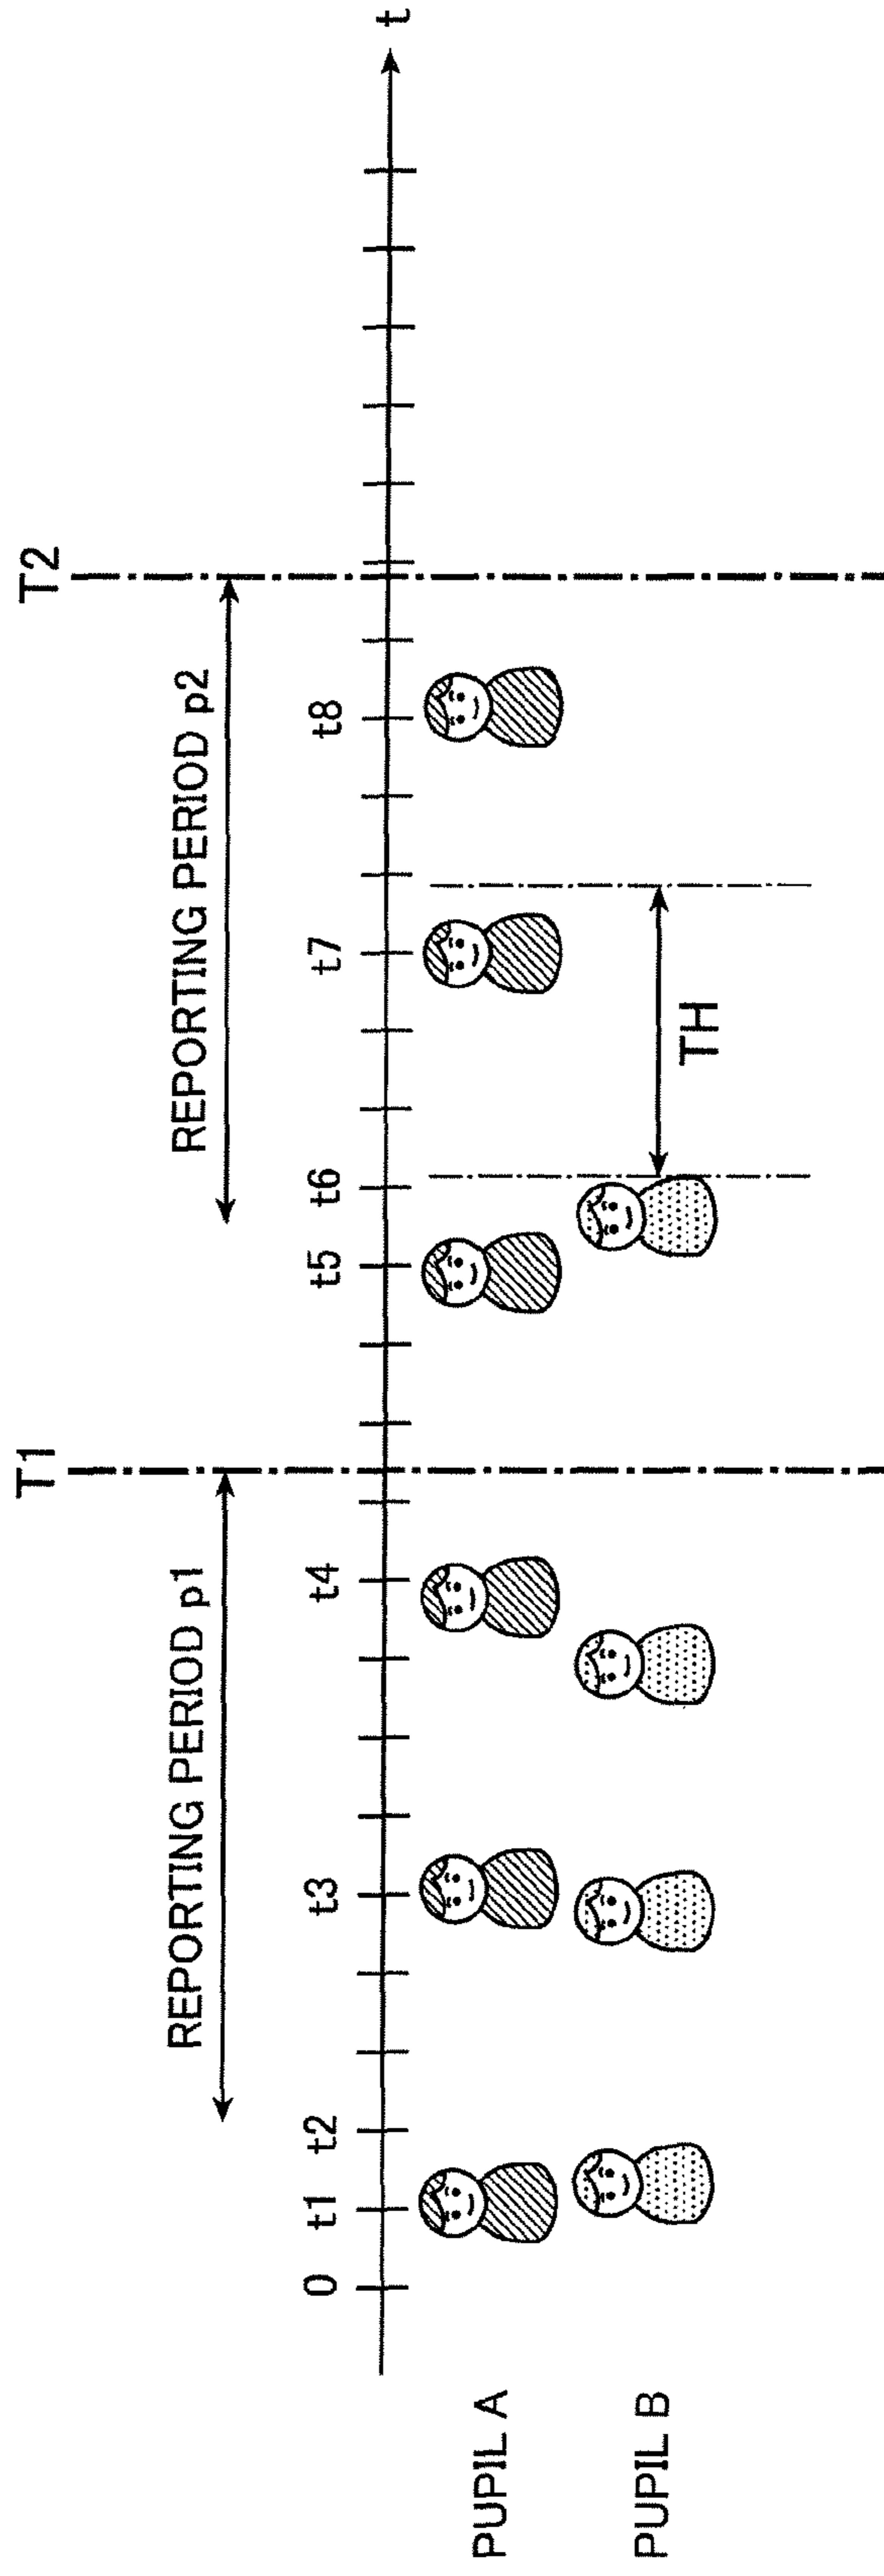 T1
T2
REPORTING PERIOD p1
REPORTING PERIOD p2
0
t1
t2
t3
t4
t5
t6
t7
t8
t
PUPIL A
PUPIL B
TH